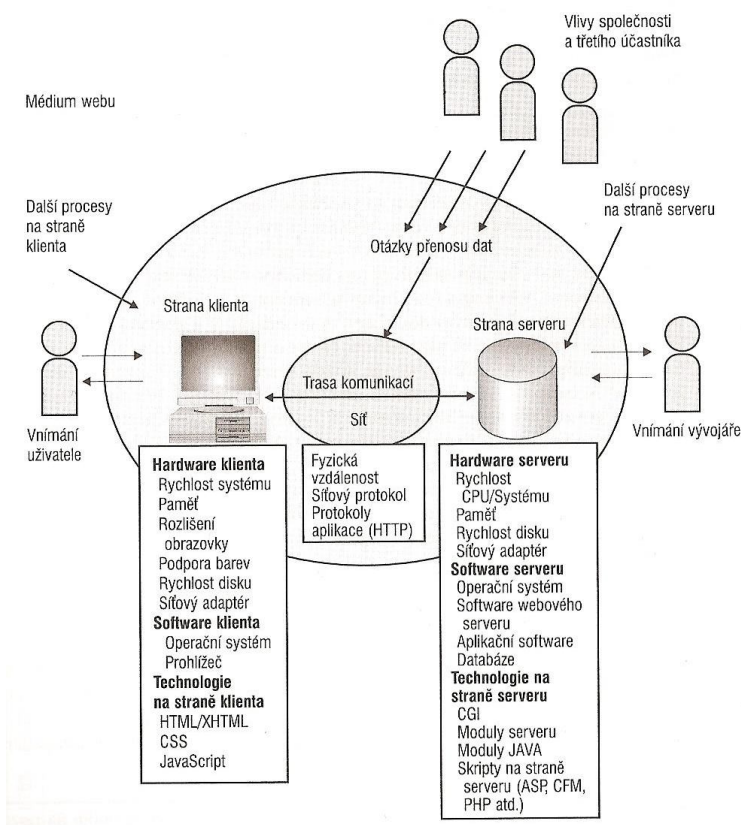 Vlivy společnosti
a třetího účastníka
Médium webu
Další procesy
na straně
klienta
Další procesy
na straně serveru
Otázky přenosu dat
Strana klienta
Strana serveru
Trasa komunikací
Síť
Vnímání
uživatele
Vnímání vývojáře
Hardware klienta
Rychlost systému
Paměť
Rozlišení
obrazovky
Podpora barev
Rychlost disku
Síťový adaptér
Software klienta
Operační systém
Prohlížeč
Technologie
na straně klienta
HTML/XHTML
CSS
JavaScript
Fyzická
vzdálenost
Síťový protokol
Protokoly
aplikace (HTTP)
Hardware serveru
Rychlost
CPU/Systému
Paměť
Rychlost disku
Síťový adaptér
Software serveru
Operační systém
Software webového
serveru
Aplikační software
Databáze
Technologie na
straně serveru
CGI
Moduly serveru
Moduly JAVA
Skripty na straně
serveru (ASP, CFM,
PHP atd.)